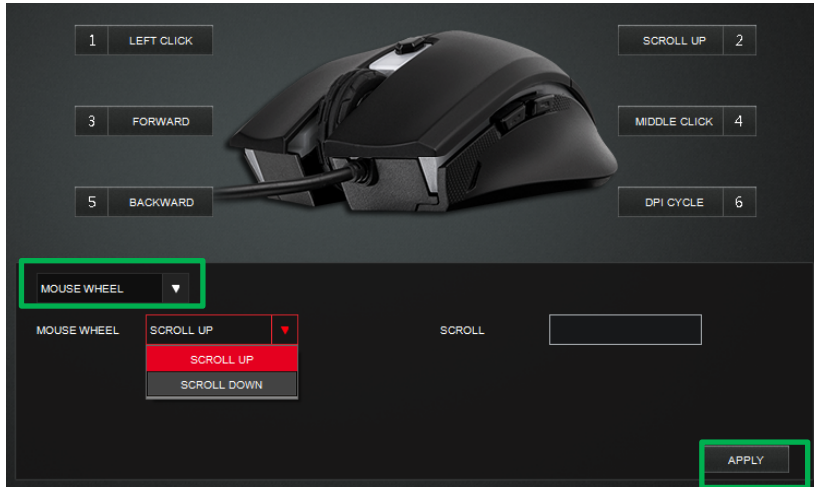 1 LEFT CLICK
SCROLL UP 2
3 FORWARD
MIDDLE CLICK 4
5 BACKWARD
DPI CYCLE 6
MOUSE WHEEL
MOUSE WHEEL SCROLL UP SCROLL
SCROLL UP
SCROLL DOWN
APPLY